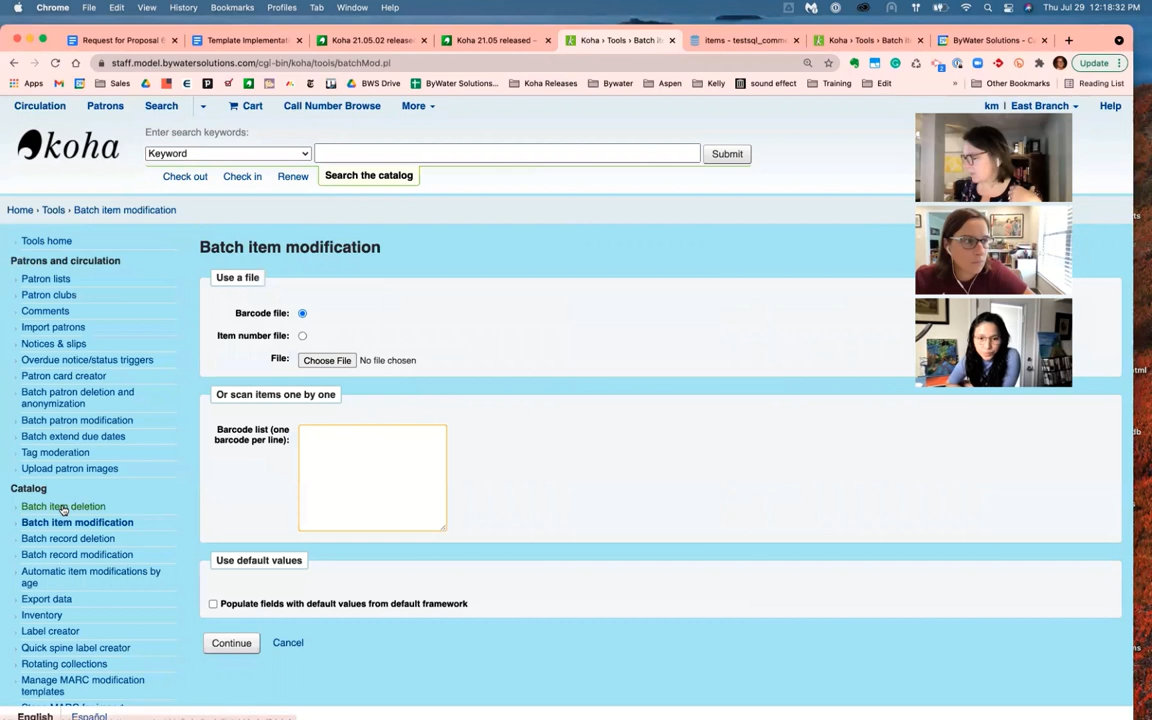 Chrome File Edit View History Bookmarks Profiles Tab Window Help Thu Jul 29 12:18:32 PM
Request for Proposal 6 Template Implementat Koha 21.05.02 release Koha 21.05 released – Koha › Tools › Batch it items - testsql_comm Koha › Tools › Batch it ByWater Solutions - C
staff.model.bywatersolutions.com/cgi-bin/koha/tools/batchMod.pl Update
Apps Sales BWS Drive ByWater Solutions... Koha Releases Bywater Aspen Kelly sound effect Training Edit » Other Bookmarks Reading List
Circulation Patrons Search Cart Call Number Browse More km | East Branch Help
koha
Enter search keywords:
Keyword Submit
Check out Check in Renew Search the catalog
Home › Tools › Batch item modification
Tools home
Patrons and circulation
Patron lists
Patron clubs
Comments
Import patrons
Notices & slips
Overdue notice/status triggers
Patron card creator
Batch patron deletion and
anonymization
Batch patron modification
Batch extend due dates
Tag moderation
Upload patron images
Catalog
Batch item deletion
Batch item modification
Batch record deletion
Batch record modification
Automatic item modifications by
age
Export data
Inventory
Label creator
Quick spine label creator
Rotating collections
Manage MARC modification
templates
English Español
Batch item modification
Use a file
Barcode file:
Item number file:
File: Choose File No file chosen
Or scan items one by one
Barcode list (one
barcode per line):
Use default values
Populate fields with default values from default framework
Continue Cancel